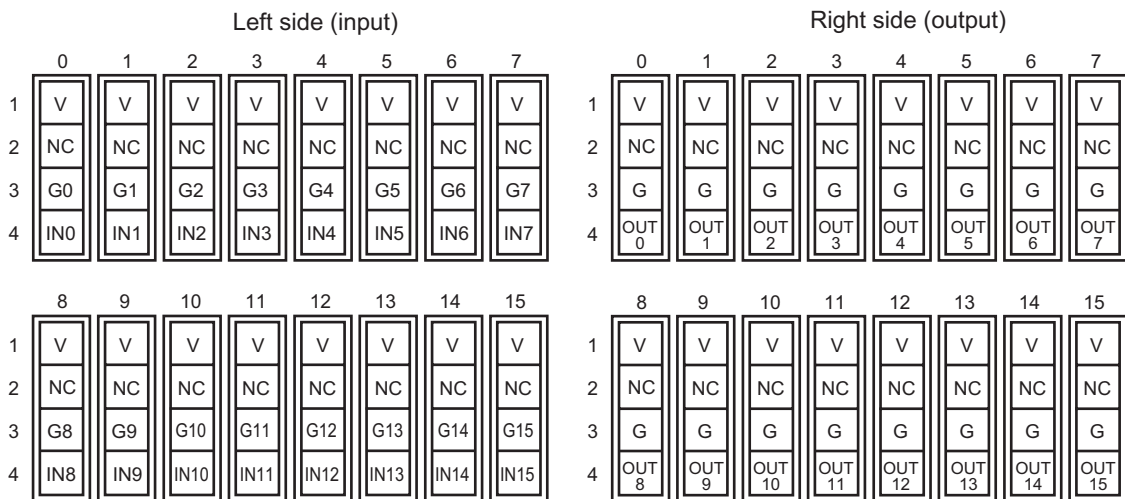 Left side (input)
0 1 2 3 4 5 6 7
1 V V V V V V V V
2 NC NC NC NC NC NC NC NC
3 G0 G1 G2 G3 G4 G5 G6 G7
4 IN0 IN1 IN2 IN3 IN4 IN5 IN6 IN7
8 9 10 11 12 13 14 15
1 V V V V V V V V
2 NC NC NC NC NC NC NC NC
3 G8 G9 G10 G11 G12 G13 G14 G15
4 IN8 IN9 IN10 IN11 IN12 IN13 IN14 IN15
Right side (output)
0 1 2 3 4 5 6 7
1 V V V V V V V V
2 NC NC NC NC NC NC NC NC
3 G G G G G G G G
4 OUT OUT OUT OUT OUT OUT OUT OUT
0 1 2 3 4 5 6 7
8 9 10 11 12 13 14 15
1 V V V V V V V V
2 NC NC NC NC NC NC NC NC
3 G G G G G G G G
4 OUT OUT OUT OUT OUT OUT OUT OUT
8 9 10 11 12 13 14 15